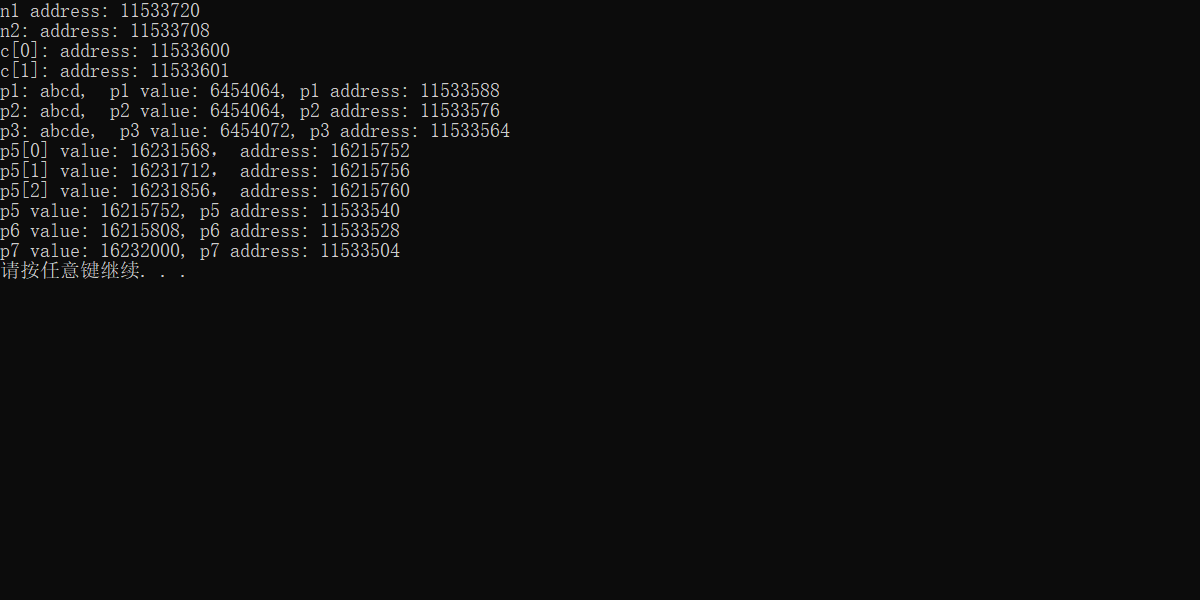 n1 address: 11533720
n2: address: 11533708
c[0]: address: 11533600
c[1]: address: 11533601
p1: abcd,  p1 value: 6454064, p1 address: 11533588
p2: abcd,  p2 value: 6454064, p2 address: 11533576
p3: abcde,  p3 value: 6454072, p3 address: 11533564
p5[0] value: 16231568， address: 16215752
p5[1] value: 16231712， address: 16215756
p5[2] value: 16231856， address: 16215760
p5 value: 16215752, p5 address: 11533540
p6 value: 16215808, p6 address: 11533528
p7 value: 16232000, p7 address: 11533504
请按任意键继续. . .